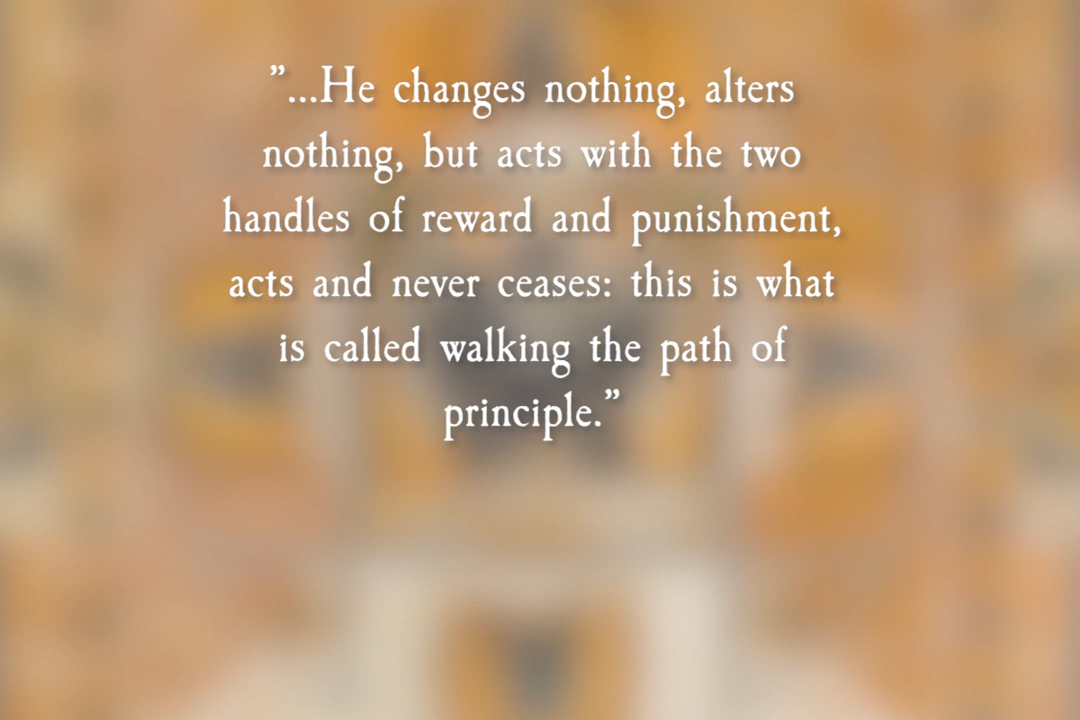 ”...He changes nothing, alters
nothing, but acts with the two
handles of reward and punishment,
acts and never ceases: this is what
is called walking the path of
principle.”